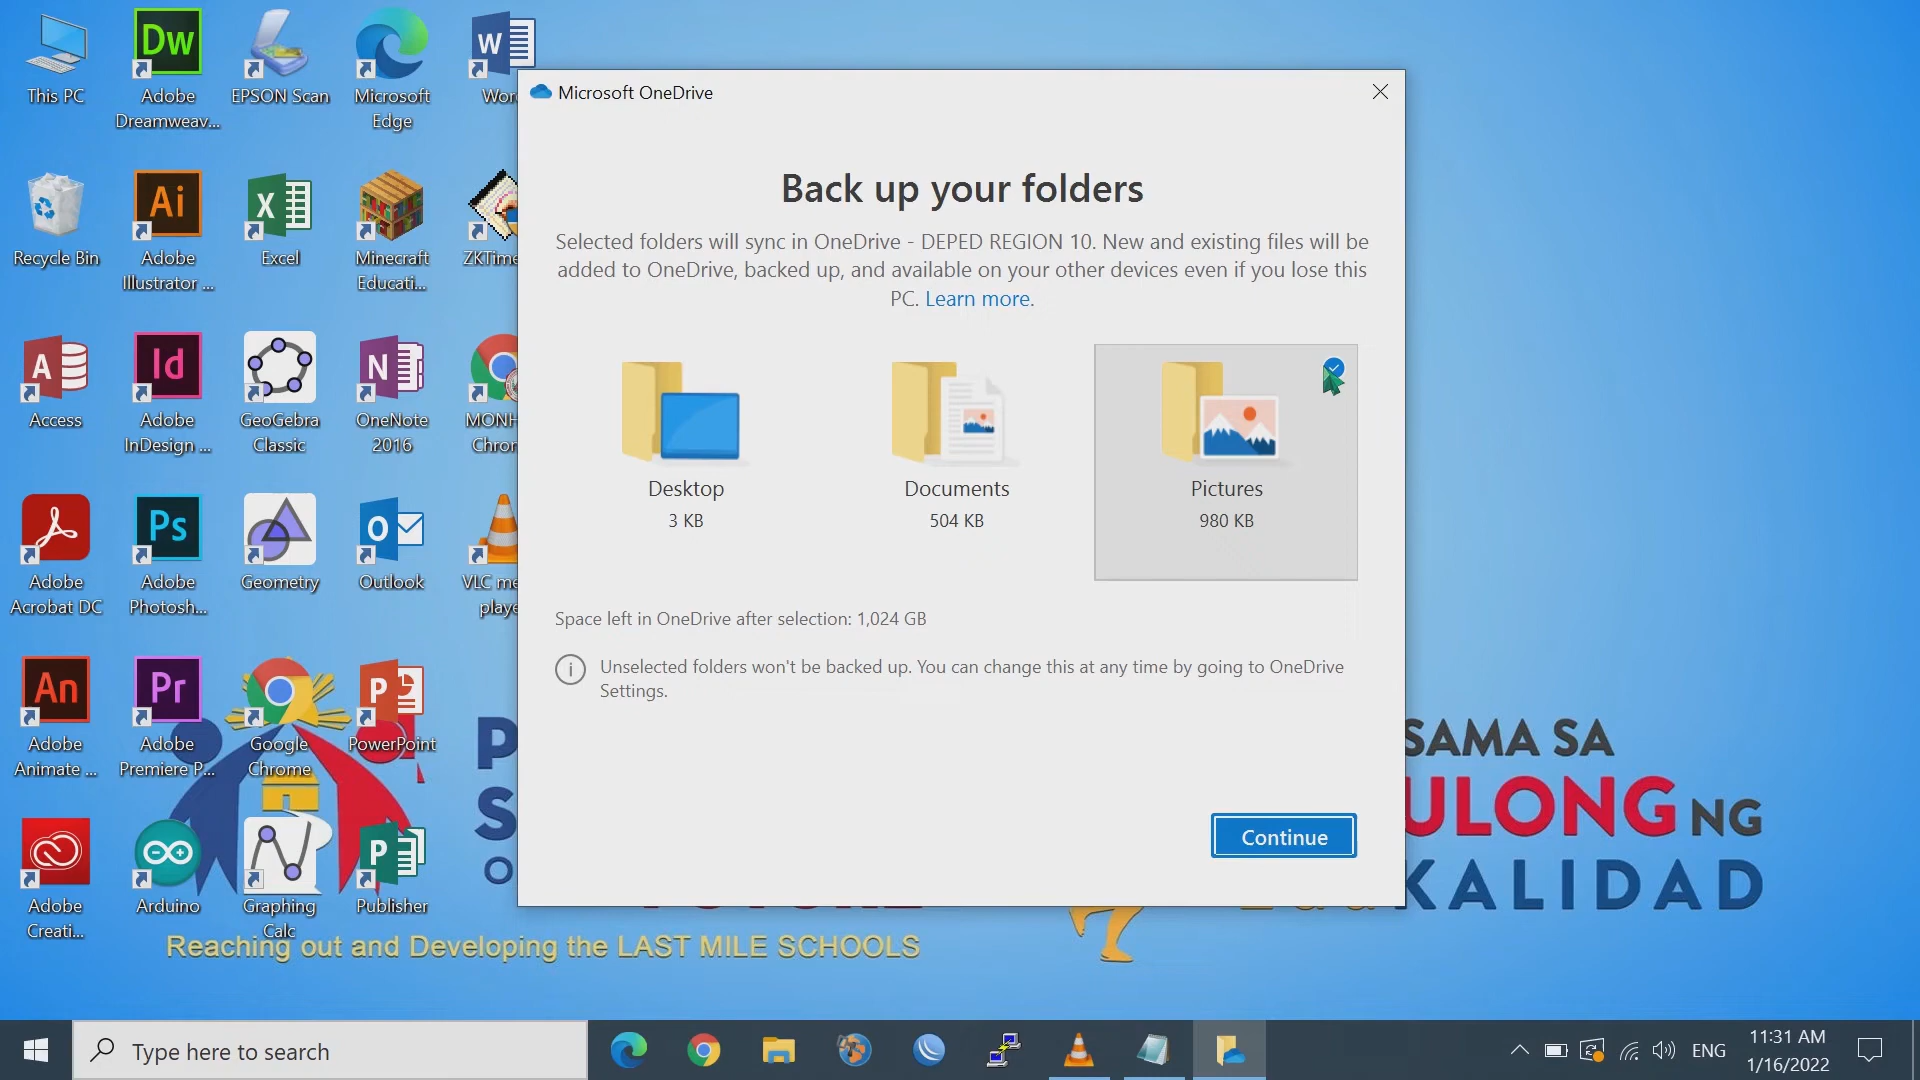 This PC
Adobe
Dreamweav...
EPSON Scan
Microsoft
Edge
Recycle Bin
Adobe
Illustrator ...
Excel
Minecraft
Educati...
ZKTime
Access
Adobe
InDesign ...
GeoGebra
Classic
OneNote
2016
Adobe
Acrobat DC
Adobe
Photosh...
Geometry
Outlook
VLC me
playe
Adobe
Animate ...
Adobe
Premiere P...
Google
Chrome
PowerPoint
Adobe
Creati...
Arduino
Graphing
Calc
Publisher
Microsoft OneDrive
Back up your folders
Selected folders will sync in OneDrive - DEPED REGION 10. New and existing files will be
added to OneDrive, backed up, and available on your other devices even if you lose this
PC. Learn more.
Desktop
3 KB
Documents
504 KB
Pictures
980 KB
Space left in OneDrive after selection: 1,024 GB
Unselected folders won't be backed up. You can change this at any time by going to OneDrive
Settings.
Continue
SAMA SA
ULONG NG
KALIDAD
Reaching out and Developing the LAST MILE SCHOOLS
Type here to search
ENG
11:31 AM
1/16/2022